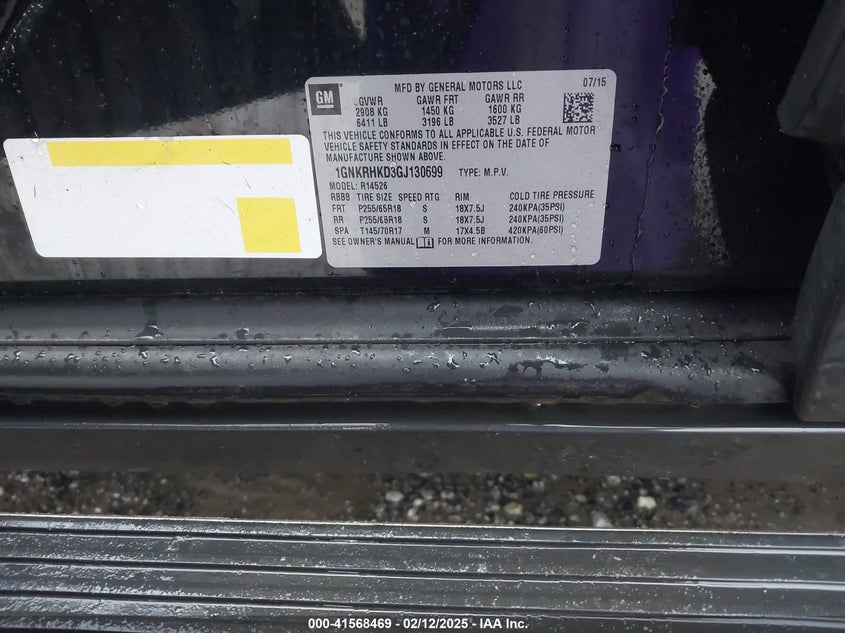 GM
MFD BY GENERAL MOTORS LLC 07/15
GVWR GAWR FRT GAWR RR
2908 KG 1450 KG 1600 KG
6411 LB 3196 LB 3527 LB
THIS VEHICLE CONFORMS TO ALL APPLICABLE U.S. FEDERAL MOTOR
VEHICLE SAFETY STANDARDS IN EFFECT ON THE DATE OF
MANUFACTURE SHOWN ABOVE.
1GNKRHKD3GJ130699 TYPE: M.P.V.
MODEL: R14526
RBBB TIRE SIZE SPEED RTG RIM COLD TIRE PRESSURE
FRT P255/65R18 S 18X7.5J 240KPA(35PSI)
RR P255/65R18 S 18X7.5J 240KPA(35PSI)
SPA T145/70R17 M 17X4.5B 420KPA(60PSI)
SEE OWNER'S MANUAL FOR MORE INFORMATION
000-41568469 - 02/12/2025 - IAA Inc.